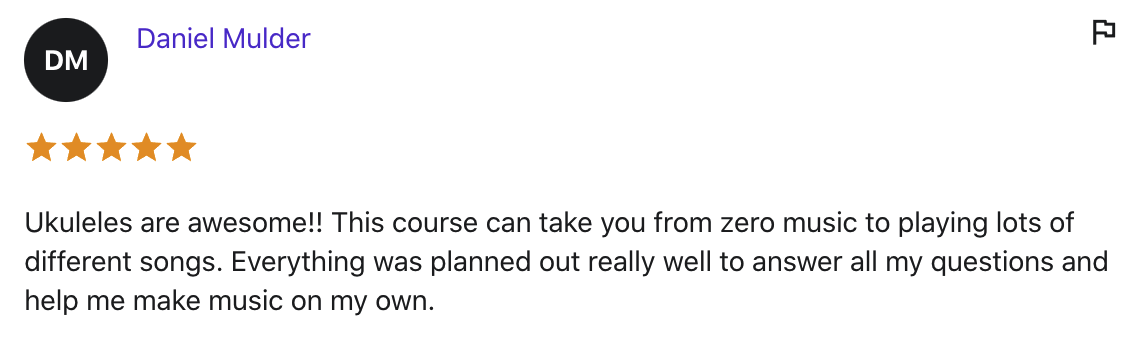 DM
Daniel Mulder
Ukuleles are awesome!! This course can take you from zero music to playing lots of
different songs. Everything was planned out really well to answer all my questions and
help me make music on my own.